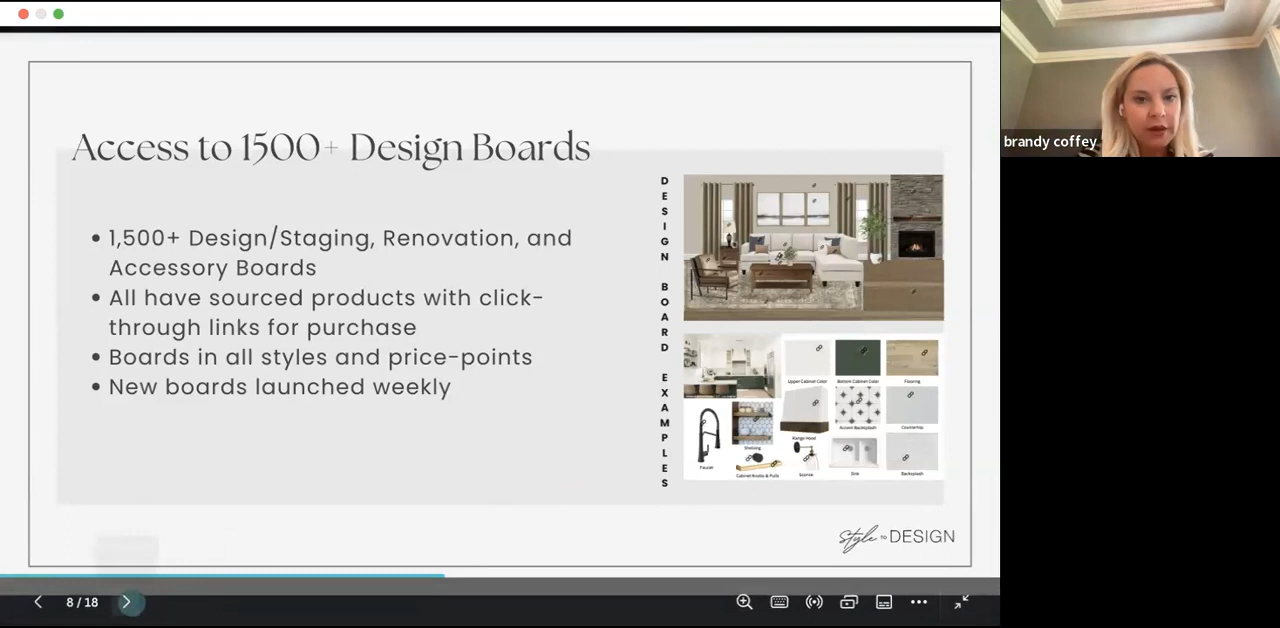 Access to 1500+ Design Boards
• 1,500+ Design/Staging, Renovation, and
Accessory Boards
• All have sourced products with click-
through links for purchase
• Boards in all styles and price-points
• New boards launched weekly
DESIGN BOARD EXAMPLES
Upper Cabinet Color
Bottom Cabinet Color
Flooring
Range Hood
Accent Backsplash
Countertop
Faucet
Shelving
Cabinet Knobs & Pulls
Sconce
Sink
Backsplash
Style TO DESIGN
8 / 18
brandy coffey